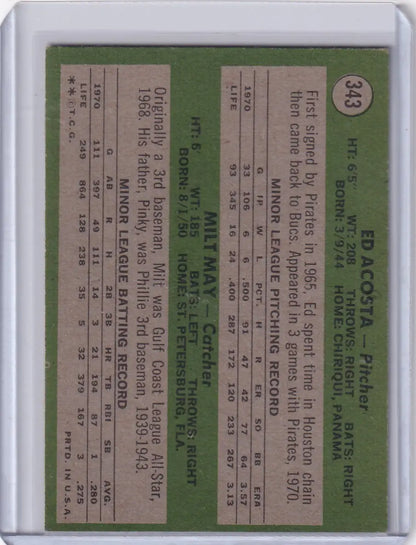 343
ED ACOSTA — Pitcher
HT: 6'5" WT: 208 THROWS: RIGHT BATS: RIGHT
BORN: 3/9/44 HOME: CHIRIQUI, PANAMA
First signed by Pirates in 1965, Ed spent time in Houston chain
then came back to Bucs. Appeared in 3 games with Pirates, 1970.
MINOR LEAGUE PITCHING RECORD
G IP W L PCT. H R ER SO BB ERA
1970 33 106 6 6 .500 91 47 42 77 64 3.57
LIFE 93 345 16 24 .400 287 172 120 233 267 3.13
MILT MAY — Catcher
HT: 6' WT: 185 BATS: LEFT THROWS: RIGHT
BORN: 8/1/50 HOME: ST. PETERSBURG, FLA.
Originally a 3rd baseman, Milt was Gulf Coast League All-Star,
1968. His father, Pinky, was Phillie 3rd baseman, 1939-1943.
MINOR LEAGUE BATTING RECORD
G AB R H 2B 3B HR TB RBI SB AVG.
1970 111 397 49 111 14 3 21 194 87 1 .280
LIFE 249 864 128 238 35 5 32 379 167 3 .275
**©T.C.G. PRTD. IN U.S.A.